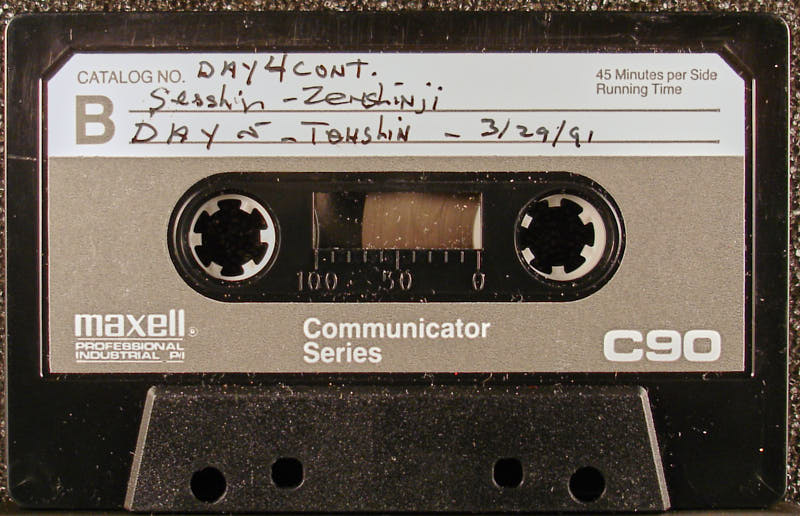 CATALOG NO. DAY 4 CONT.
45 Minutes per Side
Running Time
B Sesshin - Zenshinji
DAY 5 - Tenshin - 3/29/91
100 50 0
maxell®
PROFESSIONAL
INDUSTRIAL P/I
Communicator
Series
C90